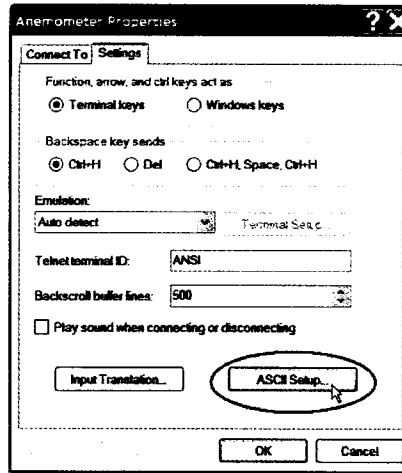 Anemometer Properties
Connect To Settings
Function, arrow, and ctrl keys act as
Terminal keys Windows keys
Backspace key sends
Ctrl+H Del Ctrl+H, Space, Ctrl+H
Emulation:
Auto detect Terminal Setup...
Telnet terminal ID: ANSI
Backscroll buffer lines: 500
Play sound when connecting or disconnecting
Input Translation... ASCII Setup...
OK Cancel